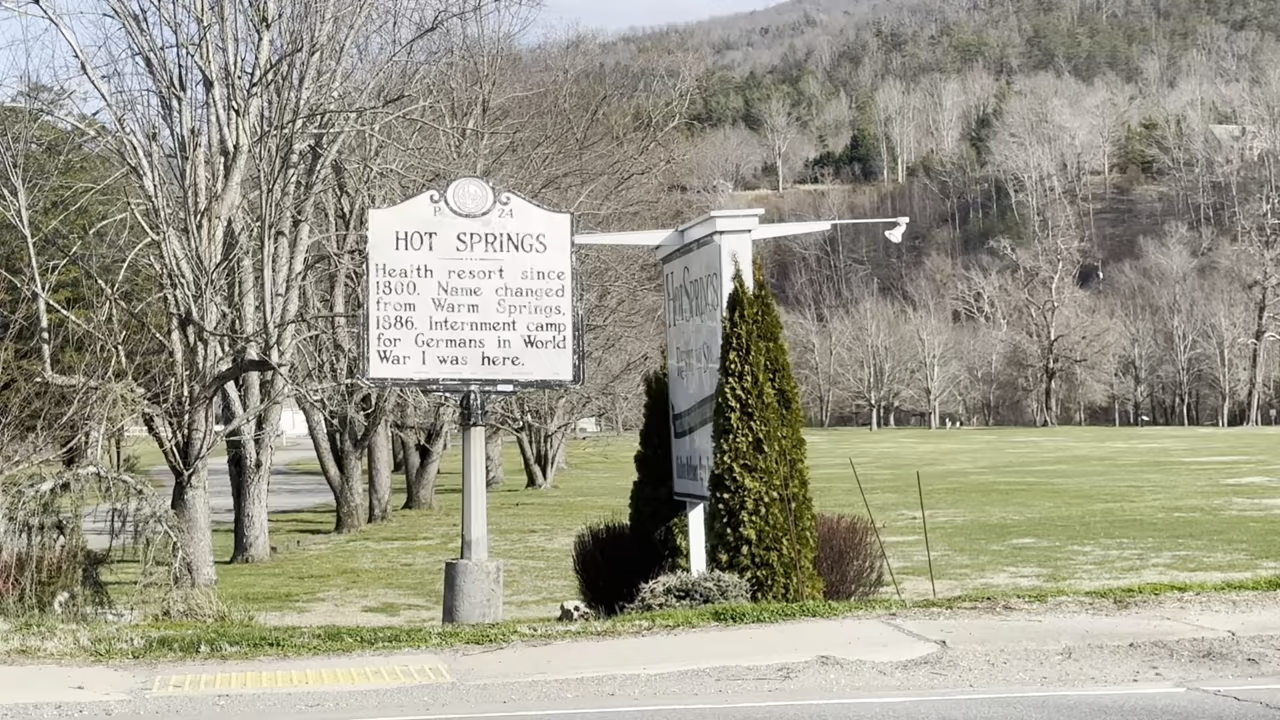 P 24
HOT SPRINGS
Health resort since
1800. Name changed
from Warm Springs,
1886. Internment camp
for Germans in World
War I was here.
HOT SPRINGS
Resort